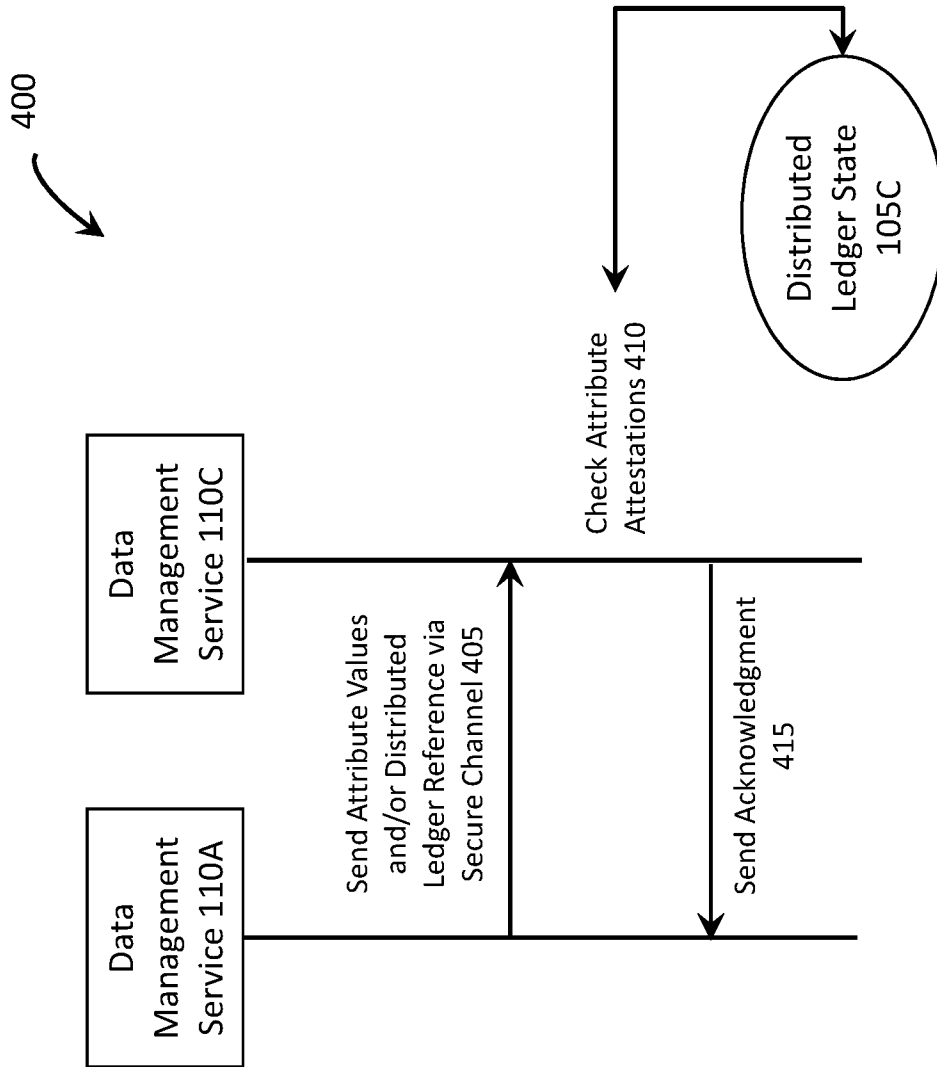 400
Data
Management
Service 110A
Data
Management
Service 110C
Send Attribute Values
and/or Distributed
Ledger Reference via
Secure Channel 405
Check Attribute
Attestations 410
Distributed
Ledger State
105C
Send Acknowledgment
415